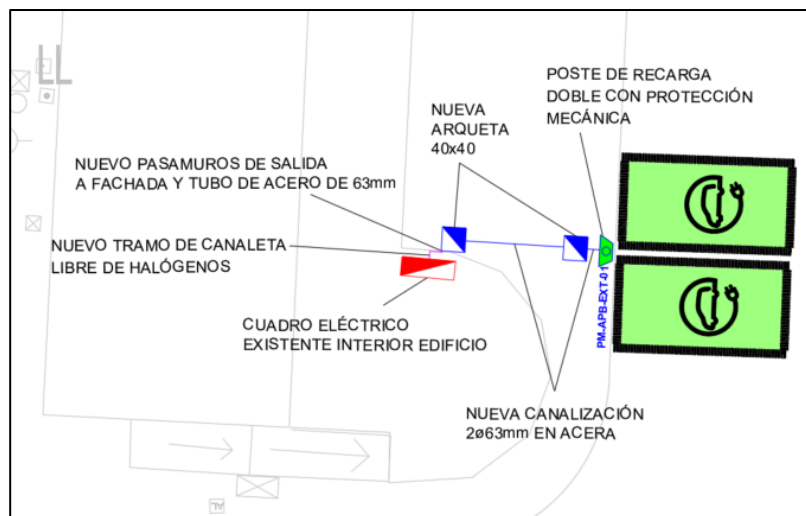 LL
POSTE DE RECARGA
DOBLE CON PROTECCIÓN
MECÁNICA
NUEVA
ARQUETA
40x40
NUEVO PASAMUROS DE SALIDA
A FACHADA Y TUBO DE ACERO DE 63mm
NUEVO TRAMO DE CANALETA
LIBRE DE HALÓGENOS
CUADRO ELÉCTRICO
EXISTENTE INTERIOR EDIFICIO
PM-APB-EXT-01
NUEVA CANALIZACIÓN
2ø63mm EN ACERA